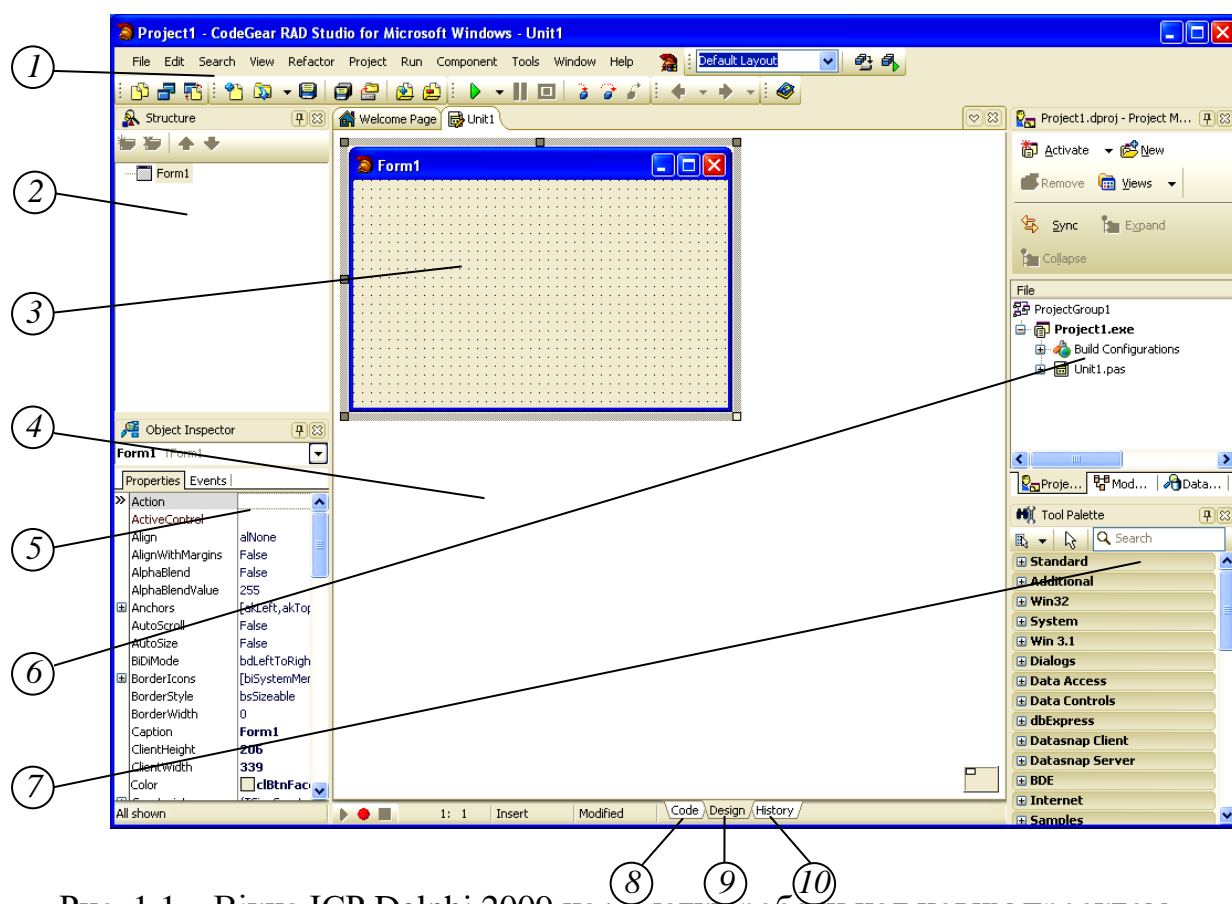 Project1 - CodeGear RAD Studio for Microsoft Windows - Unit1
File Edit Search View Refactor Project Run Component Tools Window Help Default Layout
1
Structure
Welcome Page Unit1
Project1.dproj - Project M...
Activate New
Form1
Form1
Remove Views
2
Sync Expand
Collapse
3
File
ProjectGroup1
Project1.exe
Build Configurations
Unit1.pas
4
Object Inspector
Form1 TForm1
Properties Events
Proje... Mod... Data...
Action
ActiveControl
Align alNone
AlignWithMargins False
AlphaBlend False
AlphaBlendValue 255
Anchors [akLeft,akTop
AutoScroll False
AutoSize False
BiDiMode bdLeftToRigh
BorderIcons [biSystemMer
BorderStyle bsSizeable
BorderWidth 0
Caption Form1
ClientHeight 206
ClientWidth 339
Color clBtnFac
All shown
5
6
7
Tool Palette
Search
Standard
Additional
Win32
System
Win 3.1
Dialogs
Data Access
Data Controls
dbExpress
Datasnap Client
Datasnap Server
BDE
Internet
Samples
1: 1 Insert Modified Code Design History
8 9 10